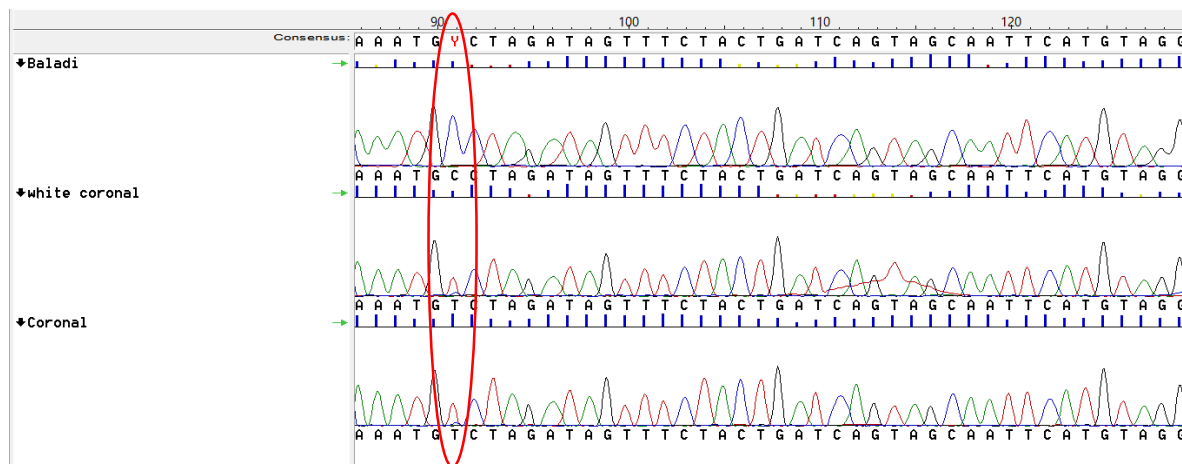 90 100 110 120
Consensus: A A A T G Y C T A G A T A G T T T C T A C T G A T C A G T A G C A A T T C A T G T A G G
Baladi
A A A T G C C T A G A T A G T T T C T A C T G A T C A G T A G C A A T T C A T G T A G G
white coronal
A A A T G T C T A G A T A G T T T C T A C T G A T C A G T A G C A A T T C A T G T A G G
Coronal
A A A T G T C T A G A T A G T T T C T A C T G A T C A G T A G C A A T T C A T G T A G G